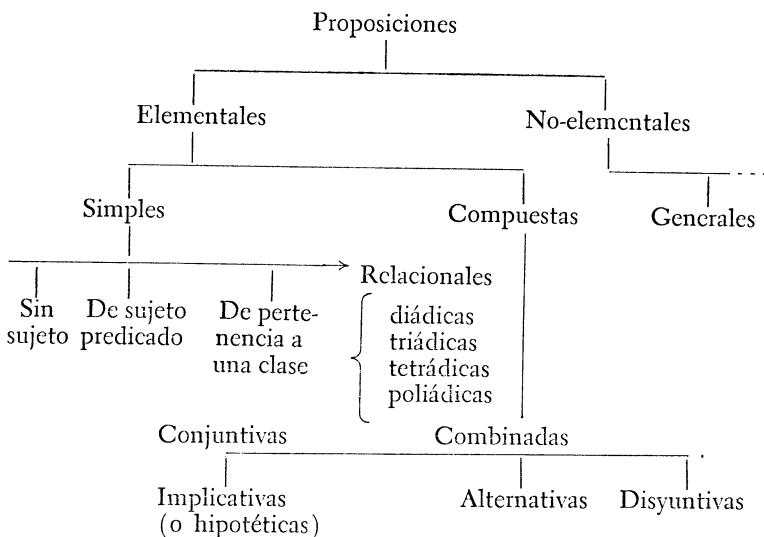 Proposiciones
Elementales
No-elementales
Simples
Compuestas
Generales
Relacionales
Sin
sujeto
De sujeto
predicado
De perte-
nencia a
una clase
diádicas
triádicas
tetrádicas
poliádicas
Conjuntivas
Combinadas
Implicativas
(o hipotéticas)
Alternativas
Disyuntivas